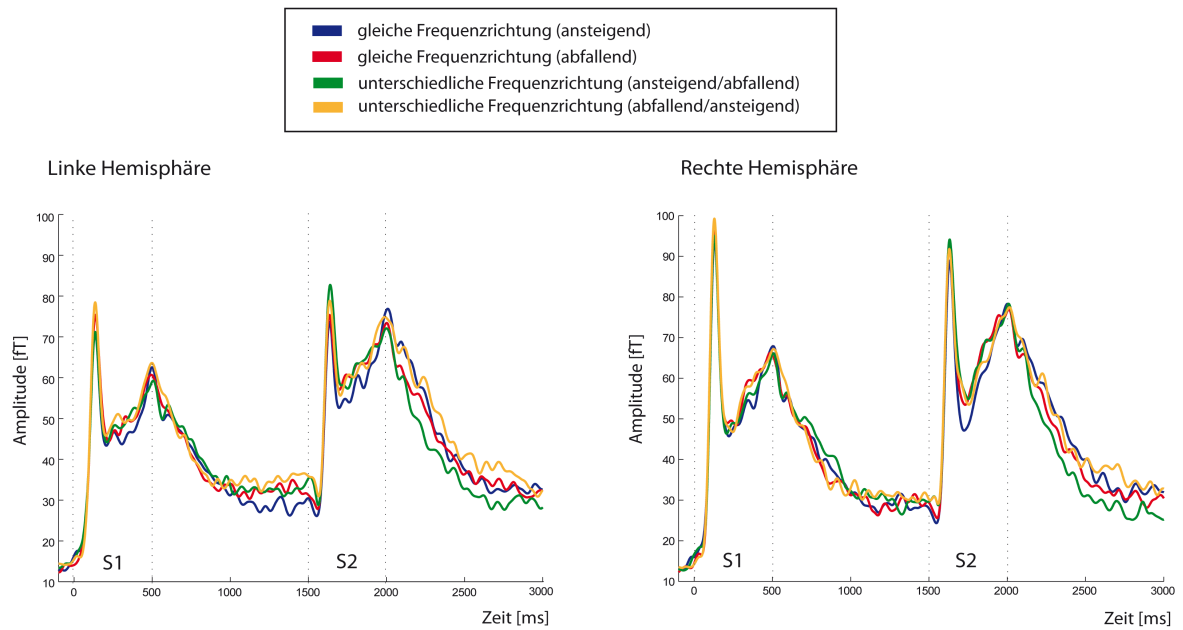 gleiche Frequenzrichtung (ansteigend)
gleiche Frequenzrichtung (abfallend)
unterschiedliche Frequenzrichtung (ansteigend/abfallend)
unterschiedliche Frequenzrichtung (abfallend/ansteigend)
Linke Hemisphäre
Amplitude [fT]
100
90
80
70
60
50
40
30
20
10
S1
S2
0
500
1000
1500
2000
2500
3000
Zeit [ms]
Rechte Hemisphäre
Amplitude [fT]
100
90
80
70
60
50
40
30
20
10
S1
S2
0
500
1000
1500
2000
2500
3000
Zeit [ms]